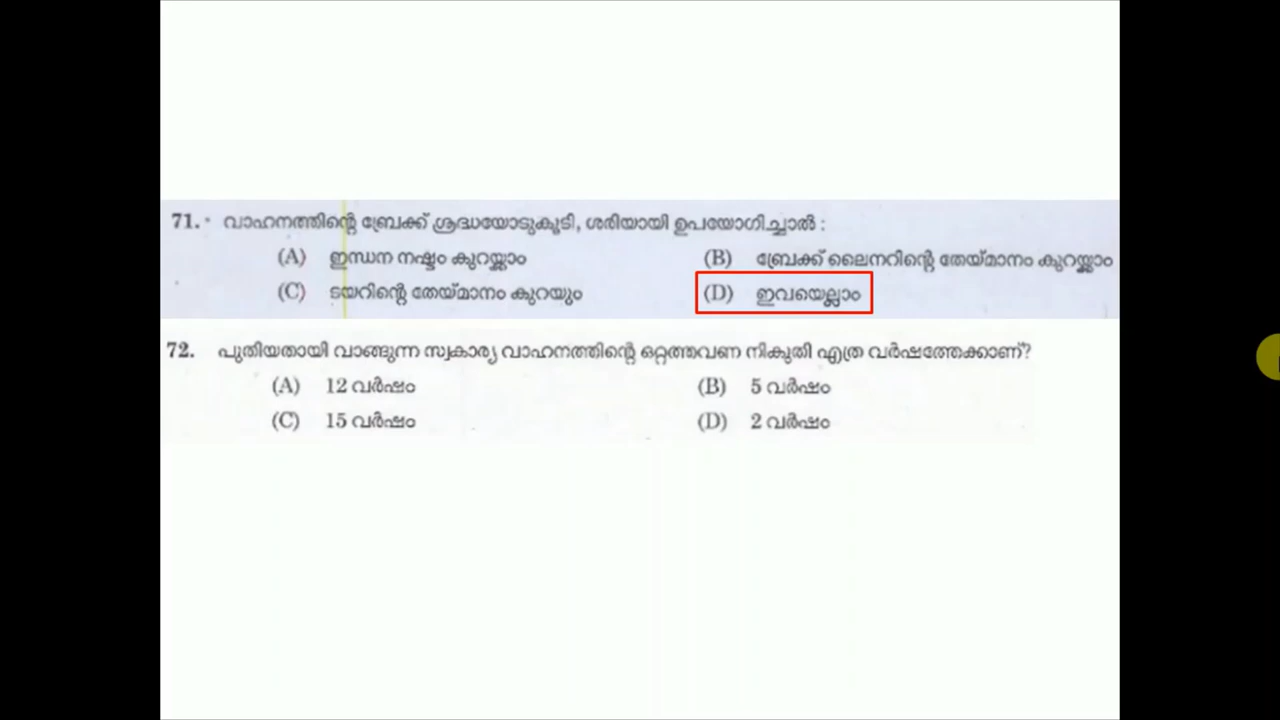 71. വാഹനത്തിന്റെ ബ്രേക്ക് ശ്രദ്ധയോടുകൂടി, ശരിയായി ഉപയോഗിച്ചാൽ :
(A) ഇന്ധന നഷ്ടം കുറയ്ക്കാം (B) ബ്രേക്ക് ലൈനറിന്റെ തേയ്മാനം കുറയ്ക്കാം
(C) ടയറിന്റെ തേയ്മാനം കുറയും (D) ഇവയെല്ലാം
72. പുതിയതായി വാങ്ങുന്ന സ്വകാര്യ വാഹനത്തിന്റെ ഒറ്റത്തവണ നികുതി എത്ര വർഷത്തേക്കാണ്?
(A) 12 വർഷം (B) 5 വർഷം
(C) 15 വർഷം (D) 2 വർഷം